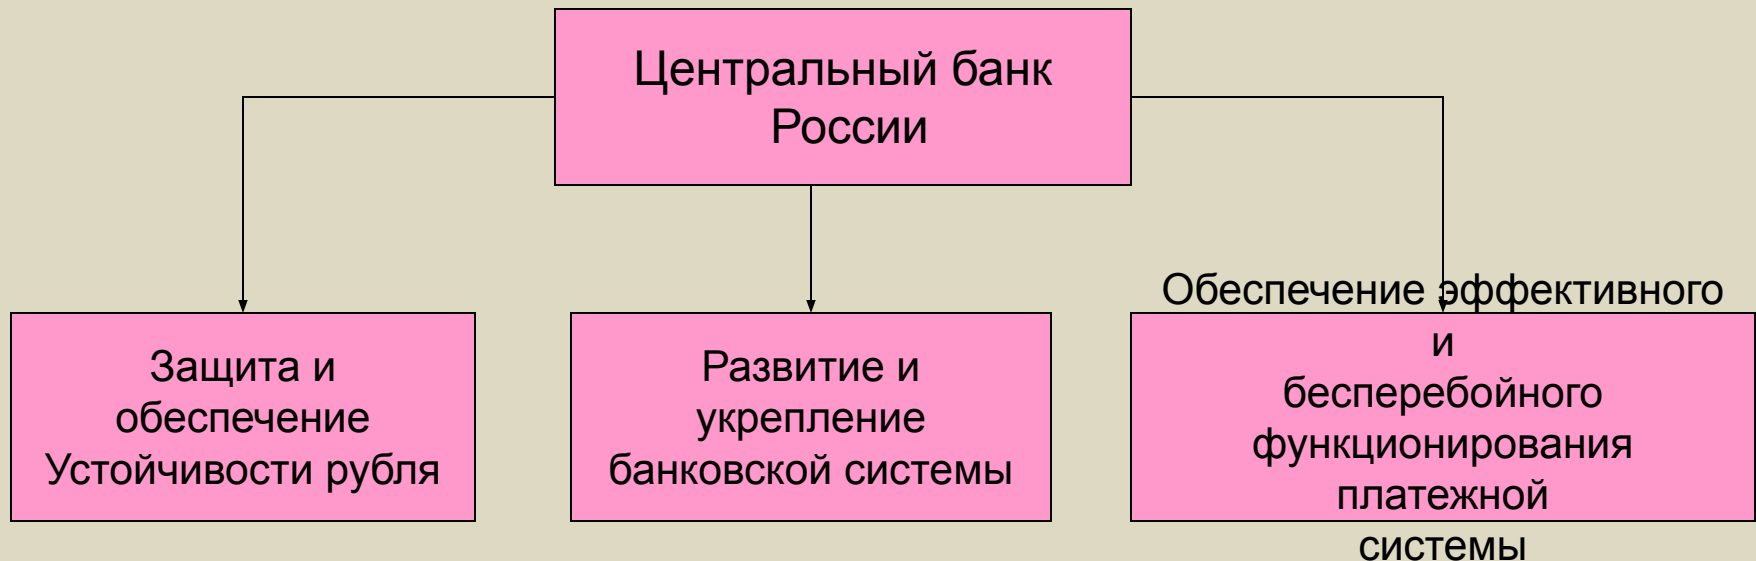 Центральный банк
России
Защита и
обеспечение
Устойчивости рубля
Развитие и
укрепление
банковской системы
Обеспечение эффективного
и
бесперебойного
функционирования
платежной
системы